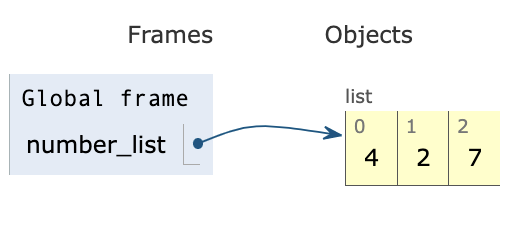 Frames Objects
Global frame
number_list
list
0 1 2
4 2 7